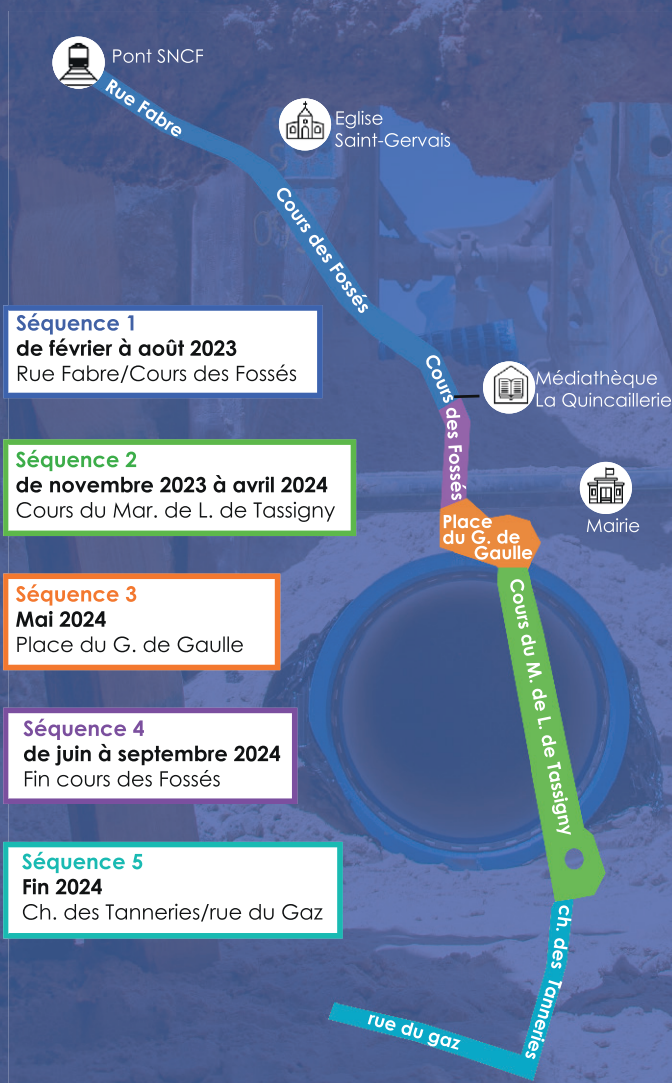 Pont SNCF
Rue Fabre
Eglise
Saint-Gervais
Cours des Fossés
Séquence 1
de février à août 2023
Rue Fabre/Cours des Fossés
Cours des Fossés
Médiathèque
La Quincaillerie
Séquence 2
de novembre 2023 à avril 2024
Cours du Mar. de L. de Tassigny
Mairie
Place
du G. de
Gaulle
Séquence 3
Mai 2024
Place du G. de Gaulle
Cours du M. de L. de Tassigny
Séquence 4
de juin à septembre 2024
Fin cours des Fossés
Séquence 5
Fin 2024
Ch. des Tanneries/rue du Gaz
ch. des Tanneries
rue du gaz